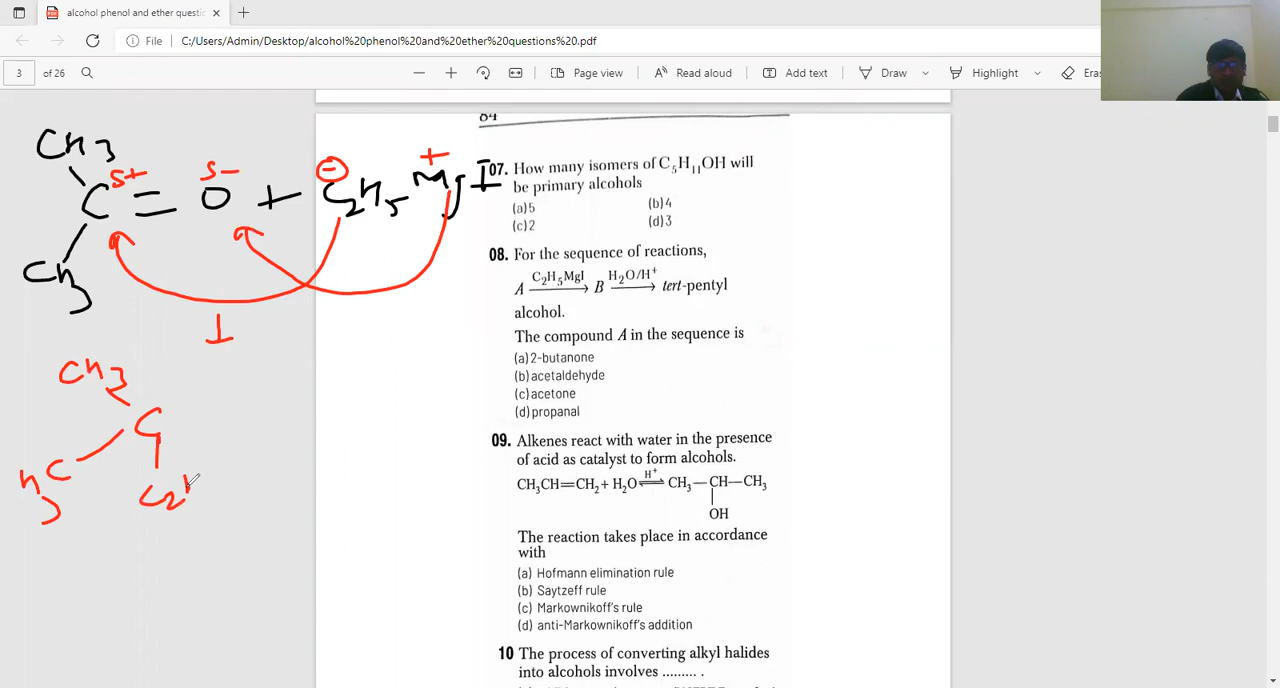 alcohol phenol and ether questi
File
C:/Users/Admin/Desktop/alcohol%20phenol%20and%20ether%20questions%20.pdf
3 of 26
Page view
Read aloud
Add text
Draw
Highlight
Eras
84
CH3
C = O + C2H5 MgI
δ+ δ- - +
CH3
I
CH3
C
H3C
C2H
07. How many isomers of C5H11OH will
be primary alcohols
(a) 5 (b) 4
(c) 2 (d) 3
08. For the sequence of reactions,
A —C2H5MgI→ B —H2O/H+→ tert-pentyl
alcohol.
The compound A in the sequence is
(a) 2-butanone
(b) acetaldehyde
(c) acetone
(d) propanal
09. Alkenes react with water in the presence
of acid as catalyst to form alcohols.
CH3CH=CH2 + H2O ⇌ CH3—CH—CH3
H+
OH
The reaction takes place in accordance
with
(a) Hofmann elimination rule
(b) Saytzeff rule
(c) Markownikoff's rule
(d) anti-Markownikoff's addition
10 The process of converting alkyl halides
into alcohols involves ......... .